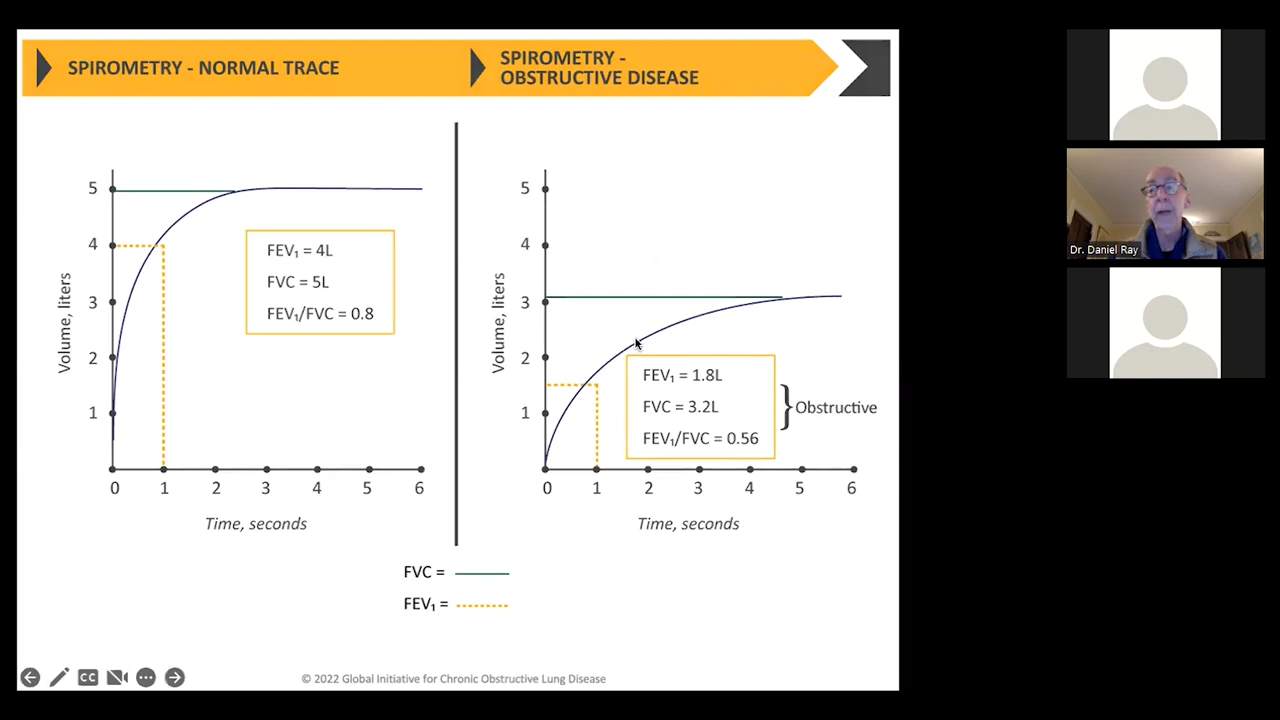 SPIROMETRY - NORMAL TRACE
SPIROMETRY -
OBSTRUCTIVE DISEASE
5
4
3
2
1
Volume, liters
FEV₁ = 4L
FVC = 5L
FEV₁/FVC = 0.8
0 1 2 3 4 5 6
Time, seconds
5
4
3
2
1
Volume, liters
FEV₁ = 1.8L
FVC = 3.2L
FEV₁/FVC = 0.56
Obstructive
0 1 2 3 4 5 6
Time, seconds
FVC =
FEV₁ =
CC
© 2022 Global Initiative for Chronic Obstructive Lung Disease
Dr. Daniel Ray